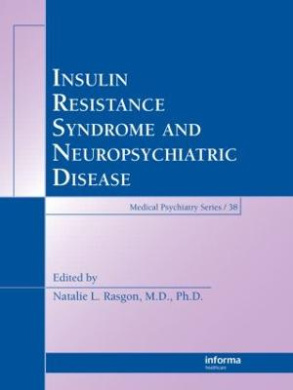 INSULIN
RESISTANCE
SYNDROME AND
NEUROPSYCHIATRIC
DISEASE
Medical Psychiatry Series / 38
Edited by
Natalie L. Rasgon, M.D., Ph.D.
informa
healthcare